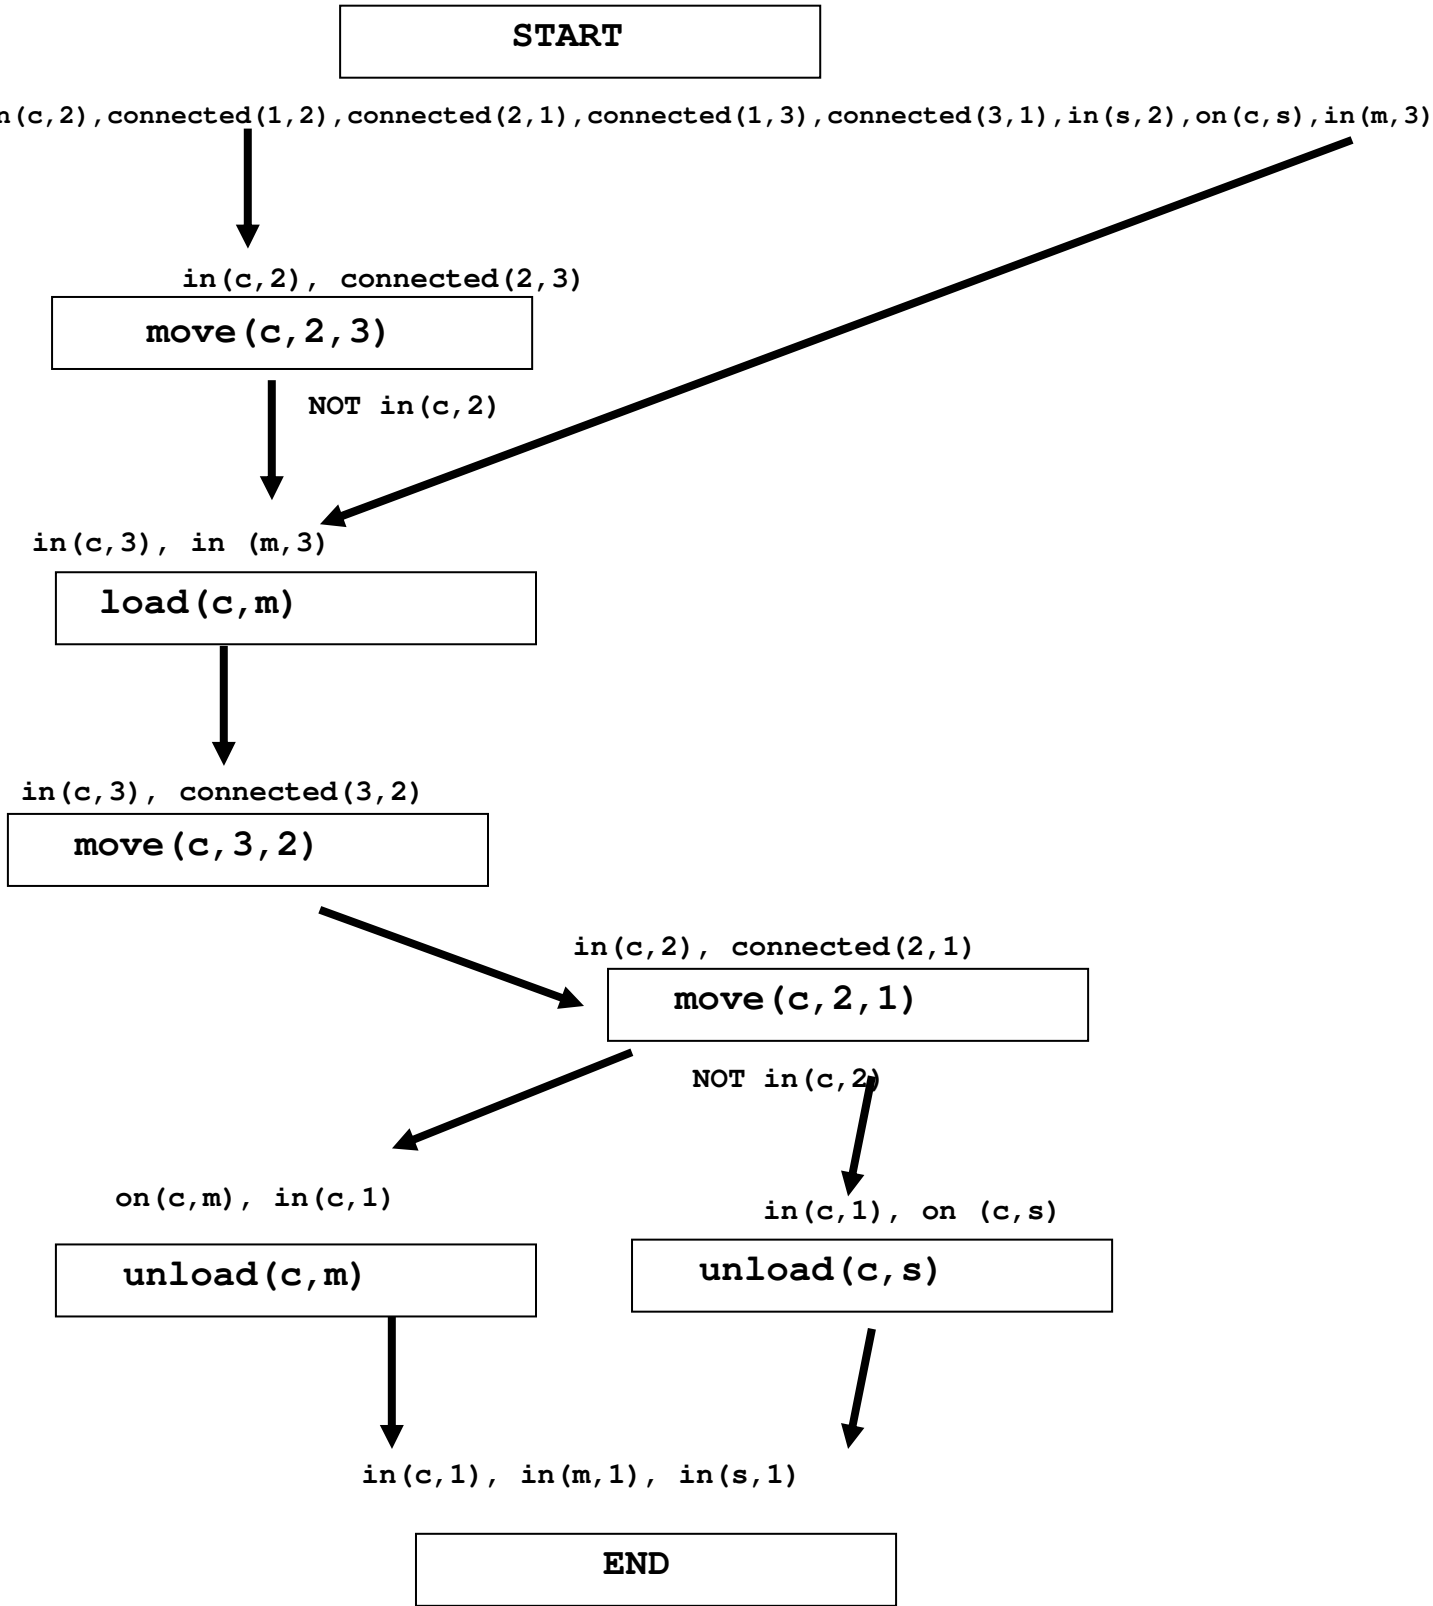 START
n(c,2),connected(1,2),connected(2,1),connected(1,3),connected(3,1),in(s,2),on(c,s),in(m,3)
in(c,2), connected(2,3)
move(c,2,3)
NOT in(c,2)
in(c,3), in (m,3)
load(c,m)
in(c,3), connected(3,2)
move(c,3,2)
in(c,2), connected(2,1)
move(c,2,1)
NOT in(c,2)
on(c,m), in(c,1)
in(c,1), on (c,s)
unload(c,m)
unload(c,s)
in(c,1), in(m,1), in(s,1)
END